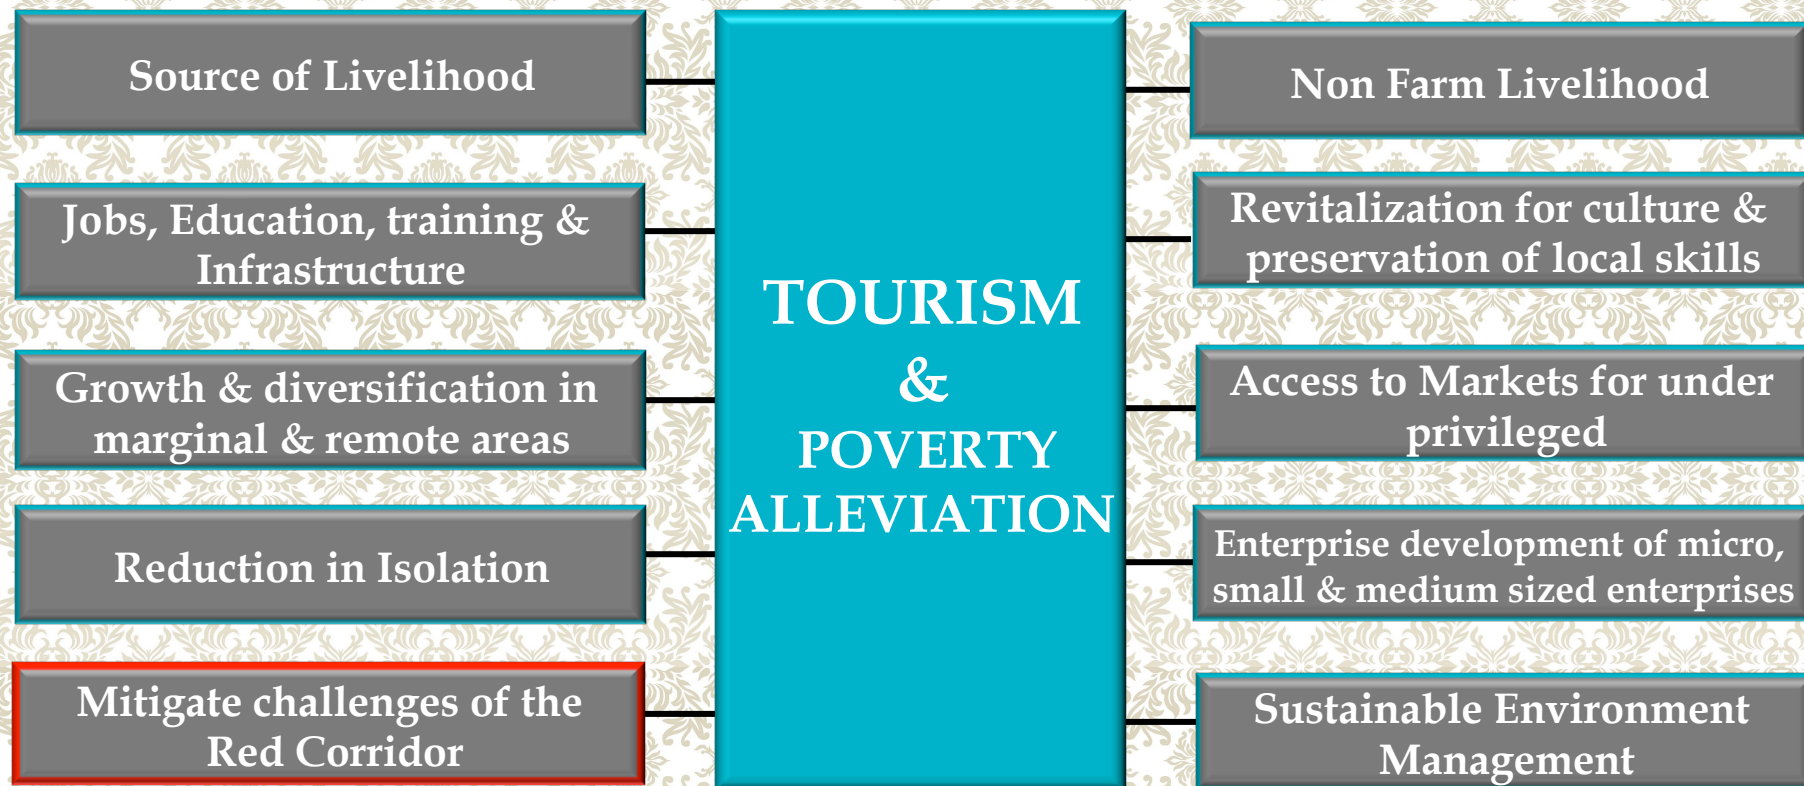 Source of Livelihood
Jobs, Education, training &
Infrastructure
Growth & diversification in
marginal & remote areas
Reduction in Isolation
Mitigate challenges of the
Red Corridor
TOURISM
&
POVERTY
ALLEVIATION
Non Farm Livelihood
Revitalization for culture &
preservation of local skills
Access to Markets for under
privileged
Enterprise development of micro,
small & medium sized enterprises
Sustainable Environment
Management